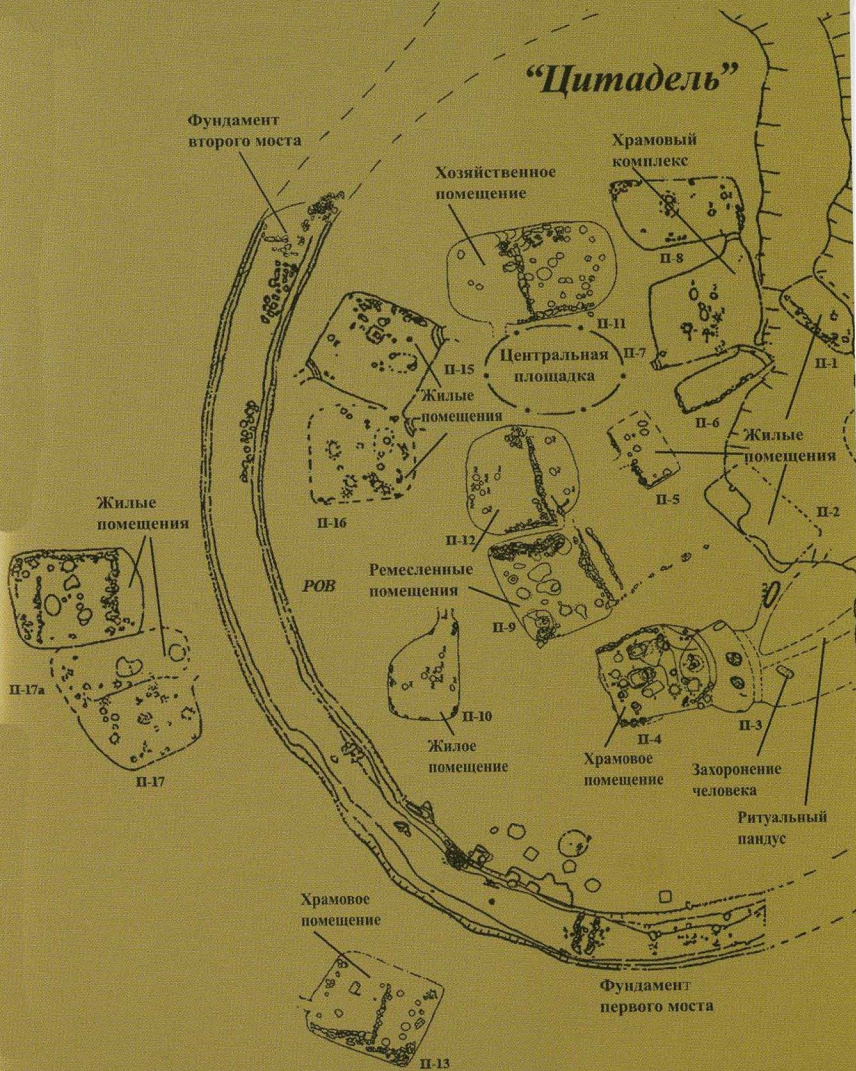 “Цитадель”
Фундамент
второго моста
Храмовый
комплекс
Хозяйственное
помещение
П-8
П-11
П-7
П-1
Центральная
площадка
П-15
Жилые
помещения
П-6
Жилые
помещения
П-5
П-2
П-16
Жилые
помещения
П-12
Ремесленные
помещения
РОВ
П-9
П-17а
П-10
П-4
П-3
Жилое
помещение
Храмовое
помещение
Захоронение
человека
П-17
Ритуальный
пандус
Храмовое
помещение
Фундамент
первого моста
П-13